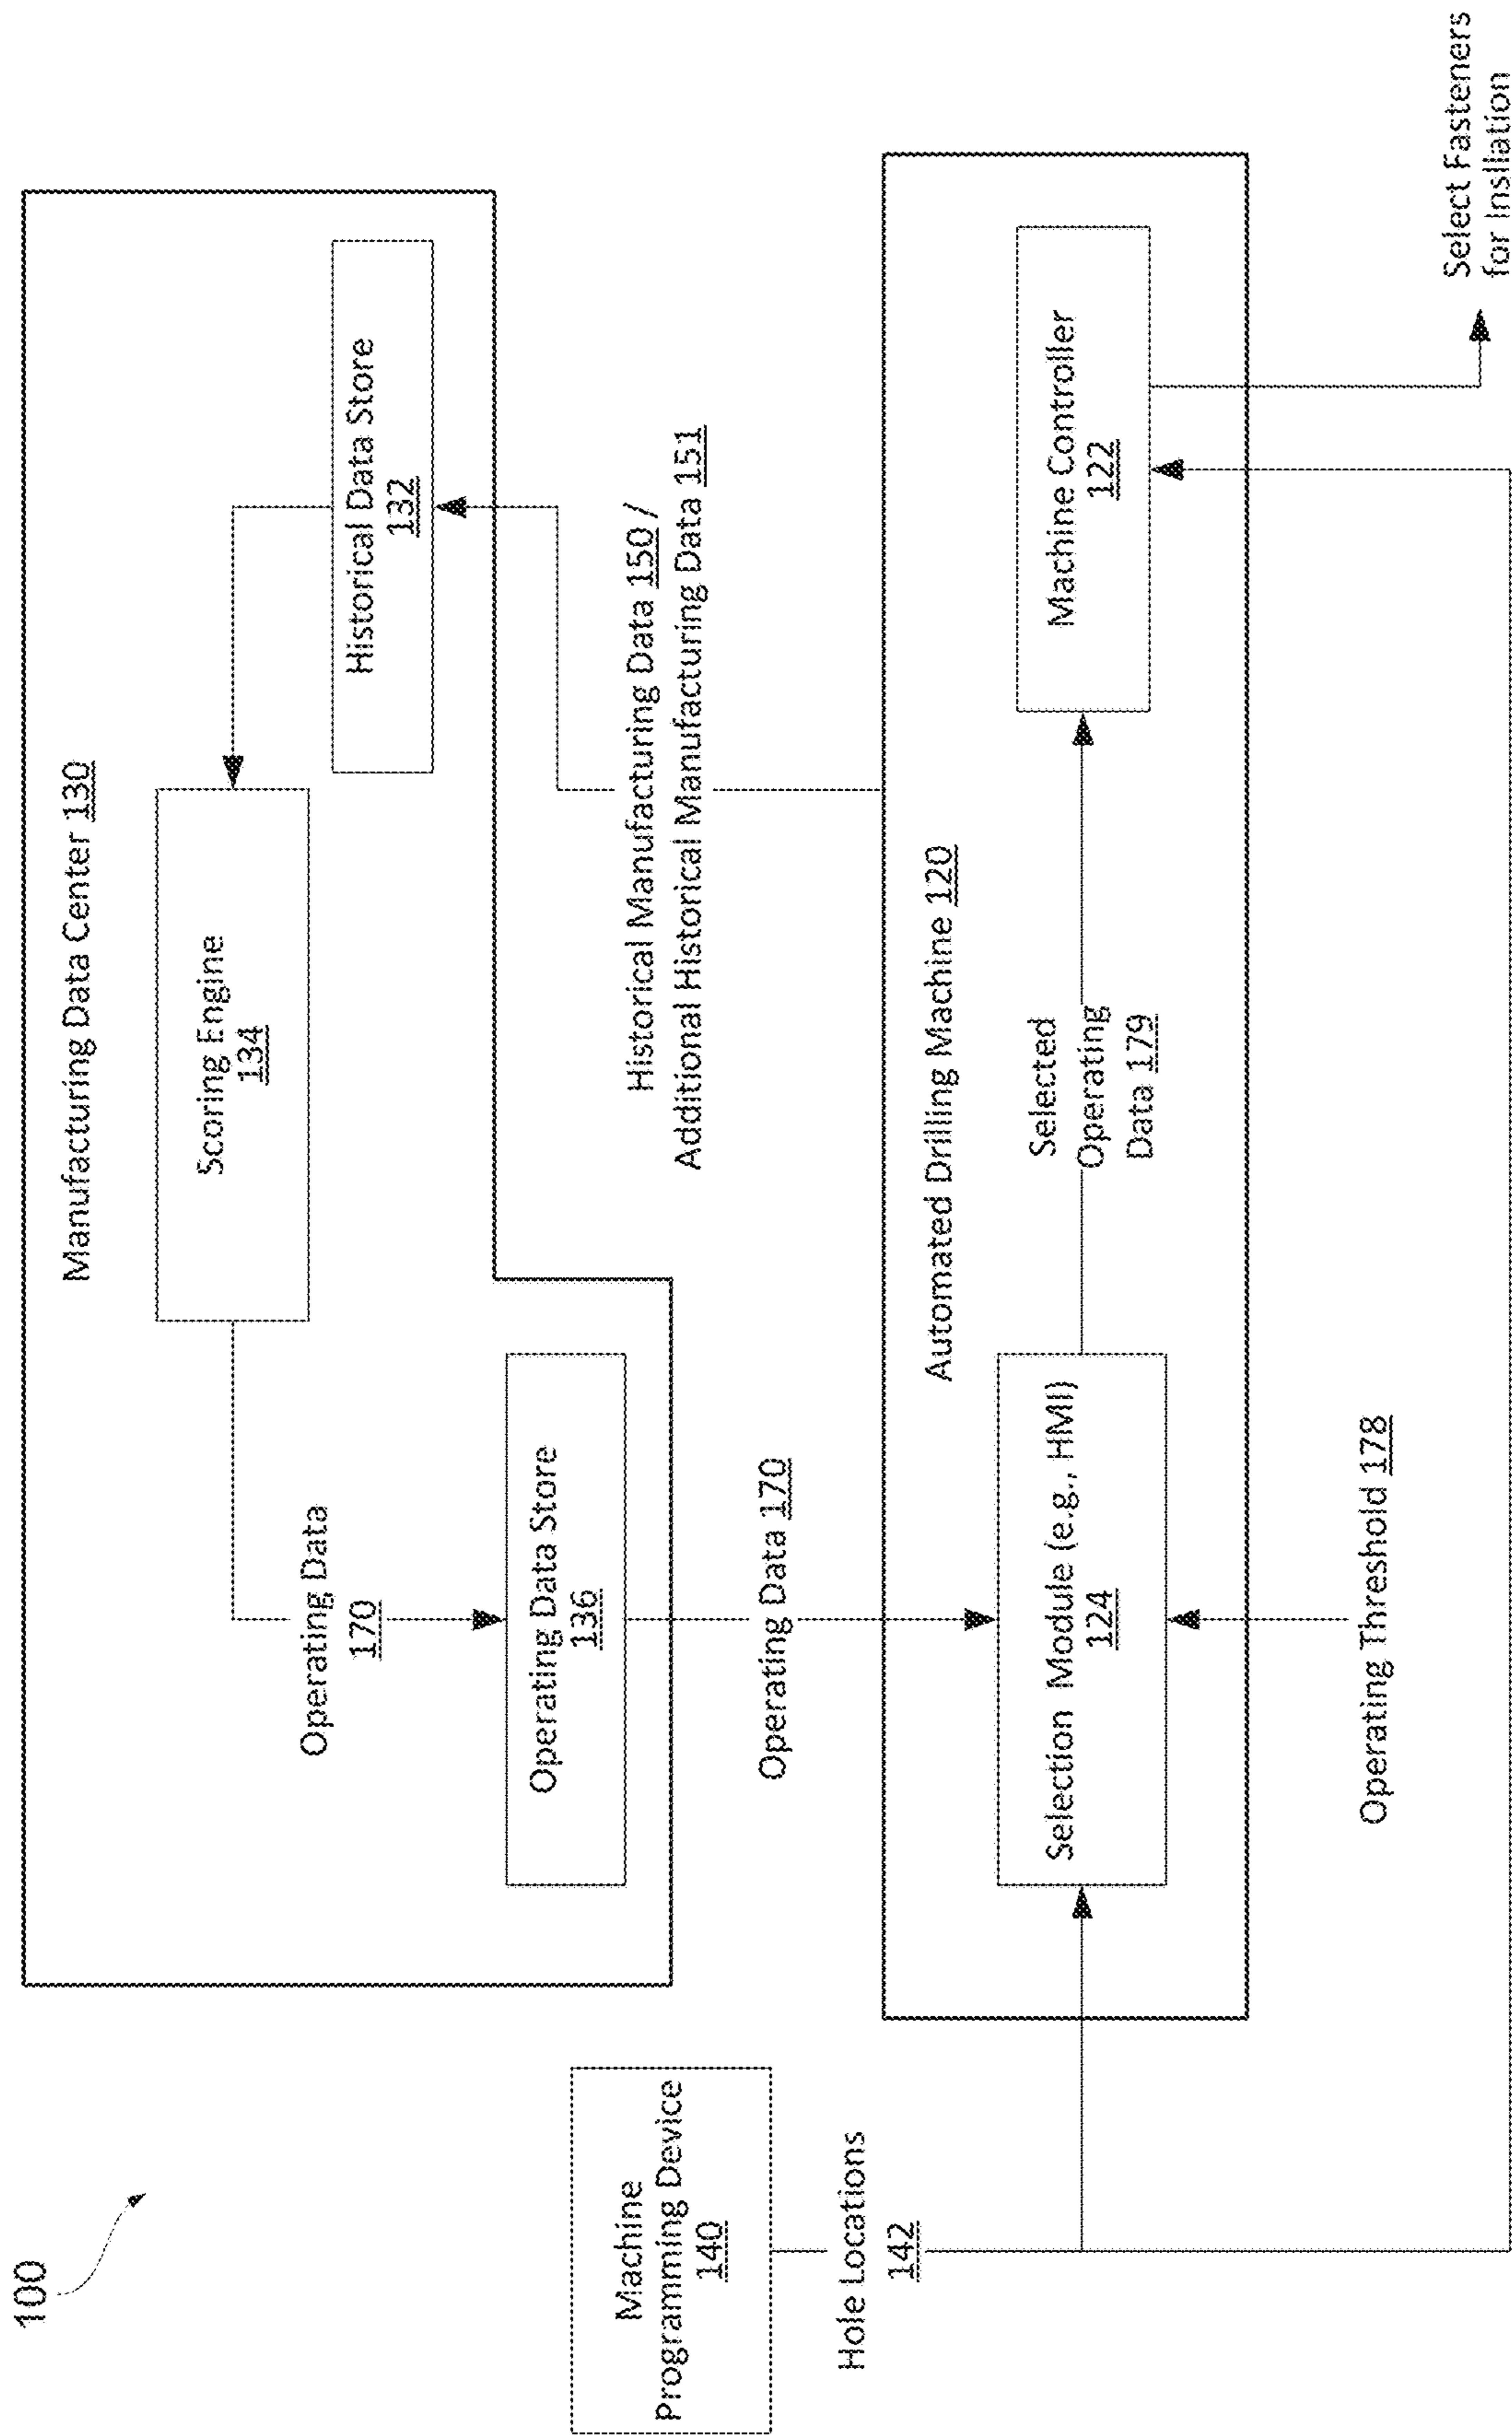 100
Manufacturing Data Center 130
Scoring Engine
134
Operating Data
170
Historical Data Store
132
Operating Data Store
136
Machine
Programming Device
140
Historical Manufacturing Data 150 /
Additional Historical Manufacturing Data 151
Operating Data 170
Hole Locations
142
Automated Drilling Machine 120
Selection Module (e.g., HMI)
124
Selected
Operating
Data 179
Machine Controller
122
Operating Threshold 178
Select Fasteners
for Insllation